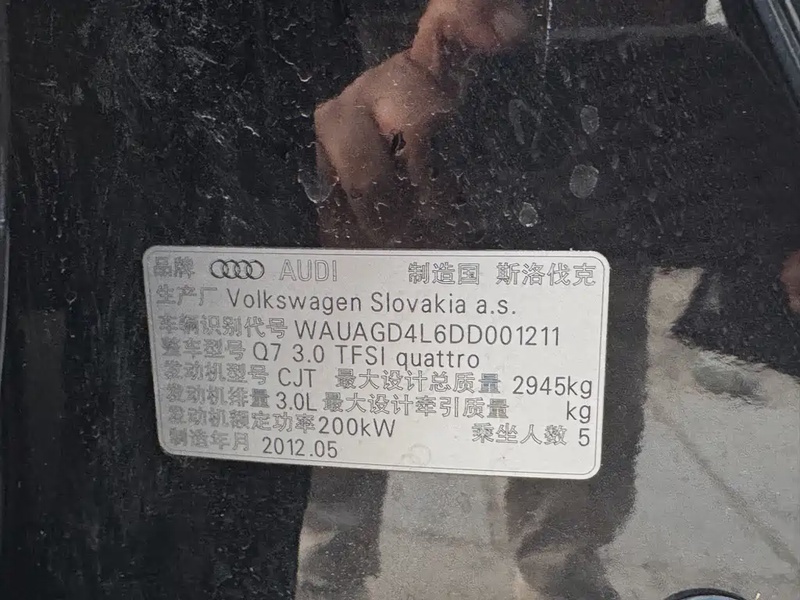 品牌 AUDI 制造国 斯洛伐克
生产厂 Volkswagen Slovakia a.s.
车辆识别代号 WAUAGD4L6DD001211
整车型号 Q7 3.0 TFSI quattro
发动机型号 CJT 最大设计总质量 2945kg
发动机排量 3.0L 最大设计牵引质量 kg
发动机额定功率 200kW 乘坐人数 5
制造年月 2012.05